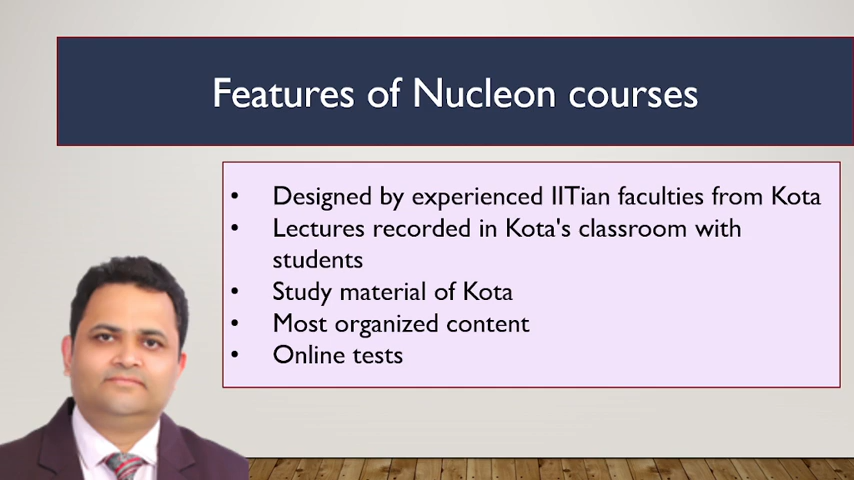 Features of Nucleon courses
• Designed by experienced IITian faculties from Kota
• Lectures recorded in Kota's classroom with
students
• Study material of Kota
• Most organized content
• Online tests